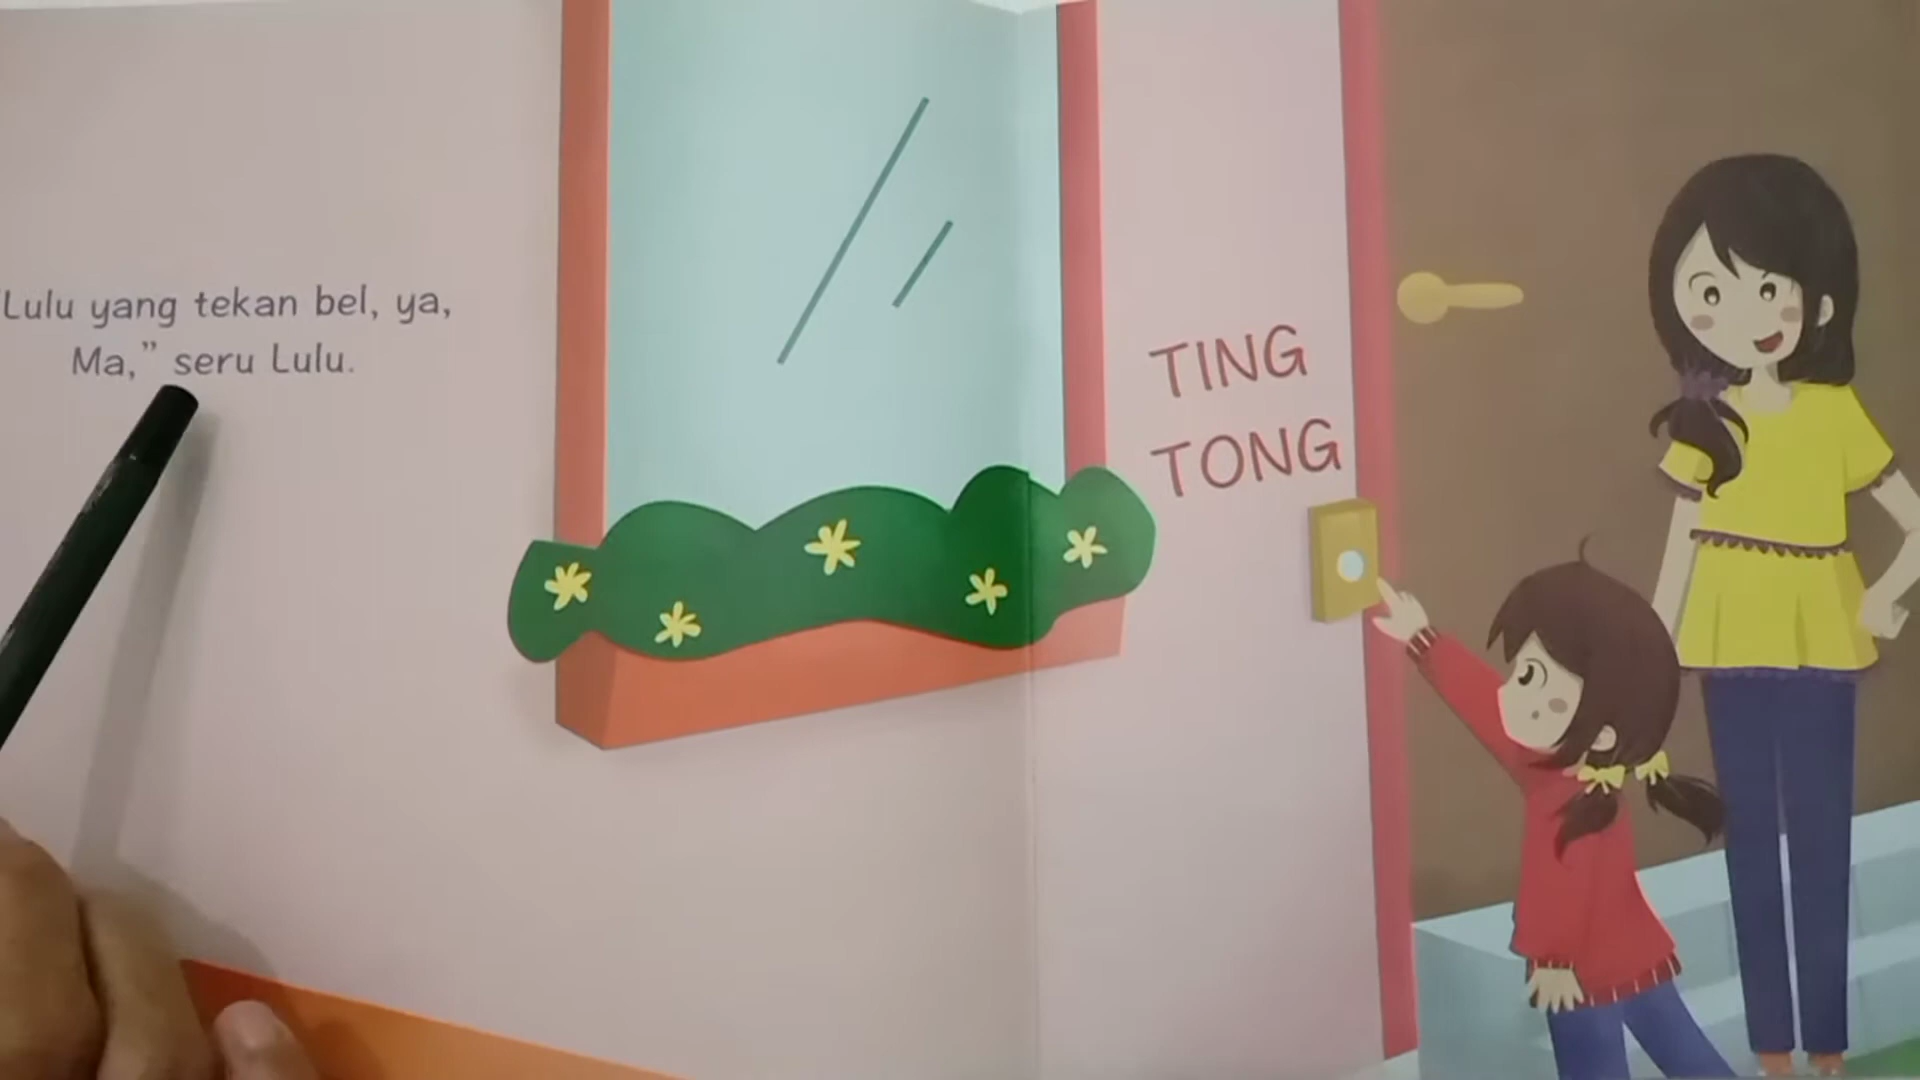 Lulu yang tekan bel, ya,
Ma,” seru Lulu.
TING
TONG